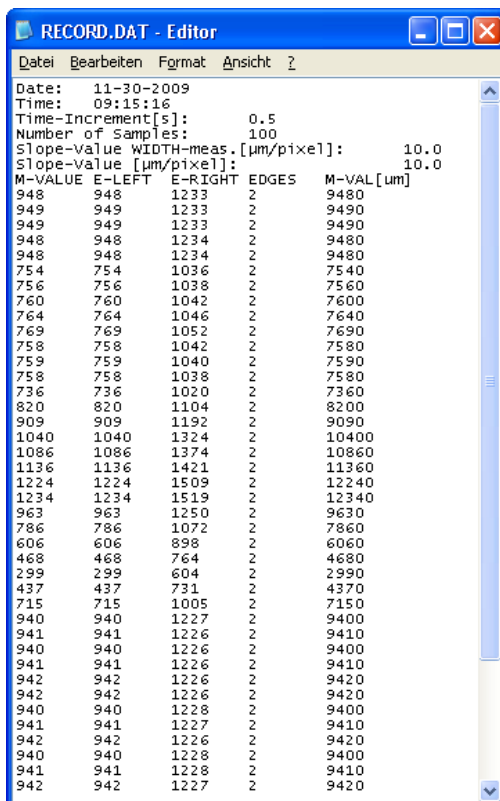 RECORD.DAT - Editor
Datei Bearbeiten Format Ansicht ?
Date: 11-30-2009
Time: 09:15:16
Time-Increment[s]: 0.5
Number of Samples: 100
Slope-Value WIDTH-meas.[µm/pixel]: 10.0
Slope-Value [µm/pixel]: 10.0
M-VALUE E-LEFT E-RIGHT EDGES M-VAL[um]
948 948 1233 2 9480
949 949 1233 2 9490
949 949 1233 2 9490
948 948 1234 2 9480
948 948 1234 2 9480
754 754 1036 2 7540
756 756 1038 2 7560
760 760 1042 2 7600
764 764 1046 2 7640
769 769 1052 2 7690
758 758 1042 2 7580
759 759 1040 2 7590
758 758 1038 2 7580
736 736 1020 2 7360
820 820 1104 2 8200
909 909 1192 2 9090
1040 1040 1324 2 10400
1086 1086 1374 2 10860
1136 1136 1421 2 11360
1224 1224 1509 2 12240
1234 1234 1519 2 12340
963 963 1250 2 9630
786 786 1072 2 7860
606 606 898 2 6060
468 468 764 2 4680
299 299 604 2 2990
437 437 731 2 4370
715 715 1005 2 7150
940 940 1227 2 9400
941 941 1226 2 9410
940 940 1226 2 9400
941 941 1226 2 9410
942 942 1226 2 9420
942 942 1226 2 9420
940 940 1228 2 9400
941 941 1227 2 9410
942 942 1226 2 9420
940 940 1228 2 9400
941 941 1228 2 9410
942 942 1227 2 9420